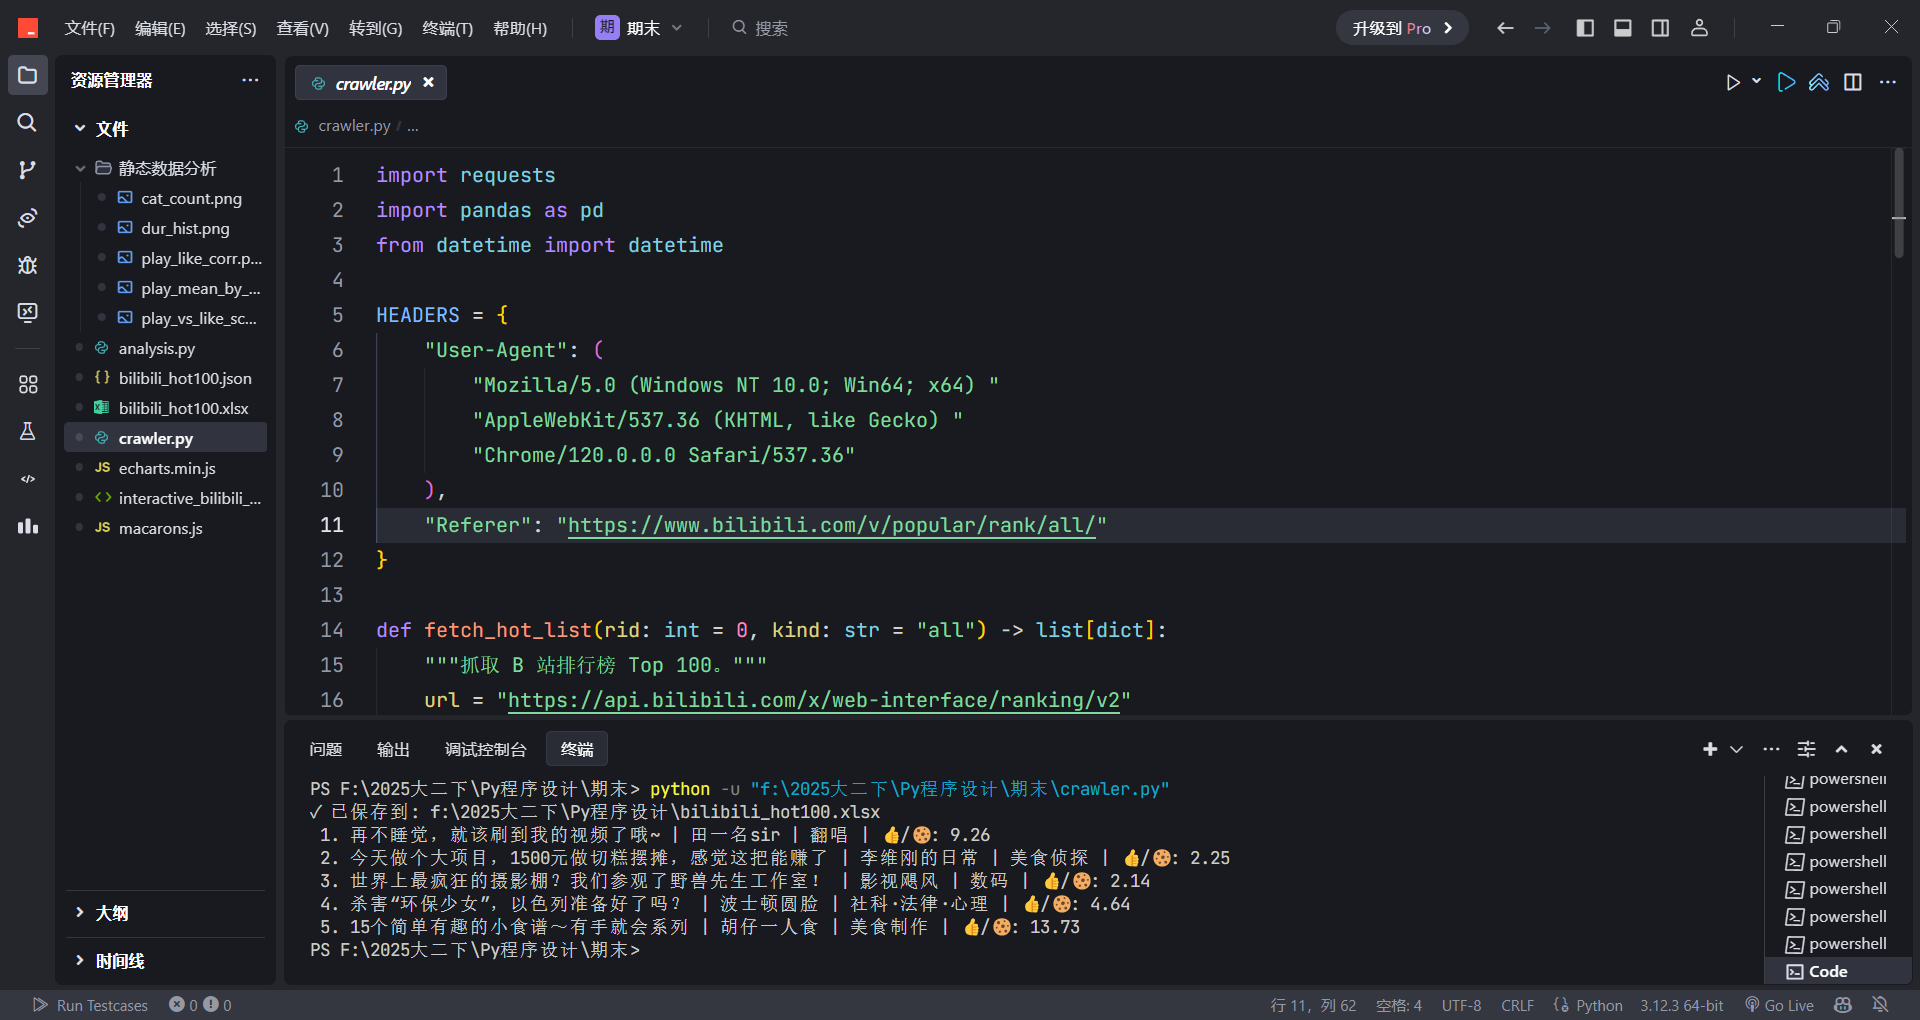 文件(F) 编辑(E) 选择(S) 查看(V) 转到(G) 终端(T) 帮助(H) 期 期末 搜索 升级到 Pro
资源管理器
文件
静态数据分析
cat_count.png
dur_hist.png
play_like_corr.p...
play_mean_by_...
play_vs_like_sc...
analysis.py
bilibili_hot100.json
bilibili_hot100.xlsx
crawler.py
JS echarts.min.js
interactive_bilibili_...
JS macarons.js
大纲
时间线
crawler.py
crawler.py / ...
1 import requests
2 import pandas as pd
3 from datetime import datetime
4
5 HEADERS = {
6 "User-Agent": (
7 "Mozilla/5.0 (Windows NT 10.0; Win64; x64) "
8 "AppleWebKit/537.36 (KHTML, like Gecko) "
9 "Chrome/120.0.0.0 Safari/537.36"
10 ),
11 "Referer": "https://www.bilibili.com/v/popular/rank/all/"
12 }
13
14 def fetch_hot_list(rid: int = 0, kind: str = "all") -> list[dict]:
15 """抓取 B 站排行榜 Top 100。"""
16 url = "https://api.bilibili.com/x/web-interface/ranking/v2"
问题 输出 调试控制台 终端
PS F:\2025大二下\Py程序设计\期末> python -u "f:\2025大二下\Py程序设计\期末\crawler.py"
✓ 已保存到: f:\2025大二下\Py程序设计\bilibili_hot100.xlsx
1. 再不睡觉，就该刷到我的视频了哦~ | 田一名sir | 翻唱 | 👍/🍪: 9.26
2. 今天做个大项目，1500元做切糕摆摊，感觉这把能赚了 | 李维刚的日常 | 美食侦探 | 👍/🍪: 2.25
3. 世界上最疯狂的摄影棚？我们参观了野兽先生工作室！ | 影视飓风 | 数码 | 👍/🍪: 2.14
4. 杀害“环保少女”，以色列准备好了吗？ | 波士顿圆脸 | 社科·法律·心理 | 👍/🍪: 4.64
5. 15个简单有趣的小食谱～有手就会系列 | 胡仔一人食 | 美食制作 | 👍/🍪: 13.73
PS F:\2025大二下\Py程序设计\期末>
powershell
powershell
powershell
powershell
powershell
powershell
powershell
Code
Run Testcases 0 0 行 11，列 62 空格: 4 UTF-8 CRLF Python 3.12.3 64-bit Go Live